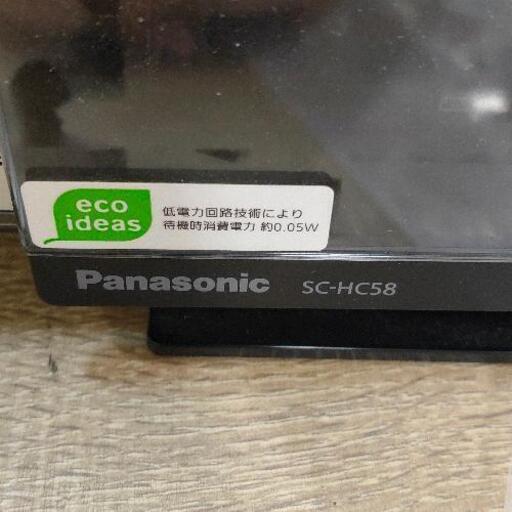 eco
ideas
低電力回路技術により
待機時消費電力 約0.05W
Panasonic SC-HC58